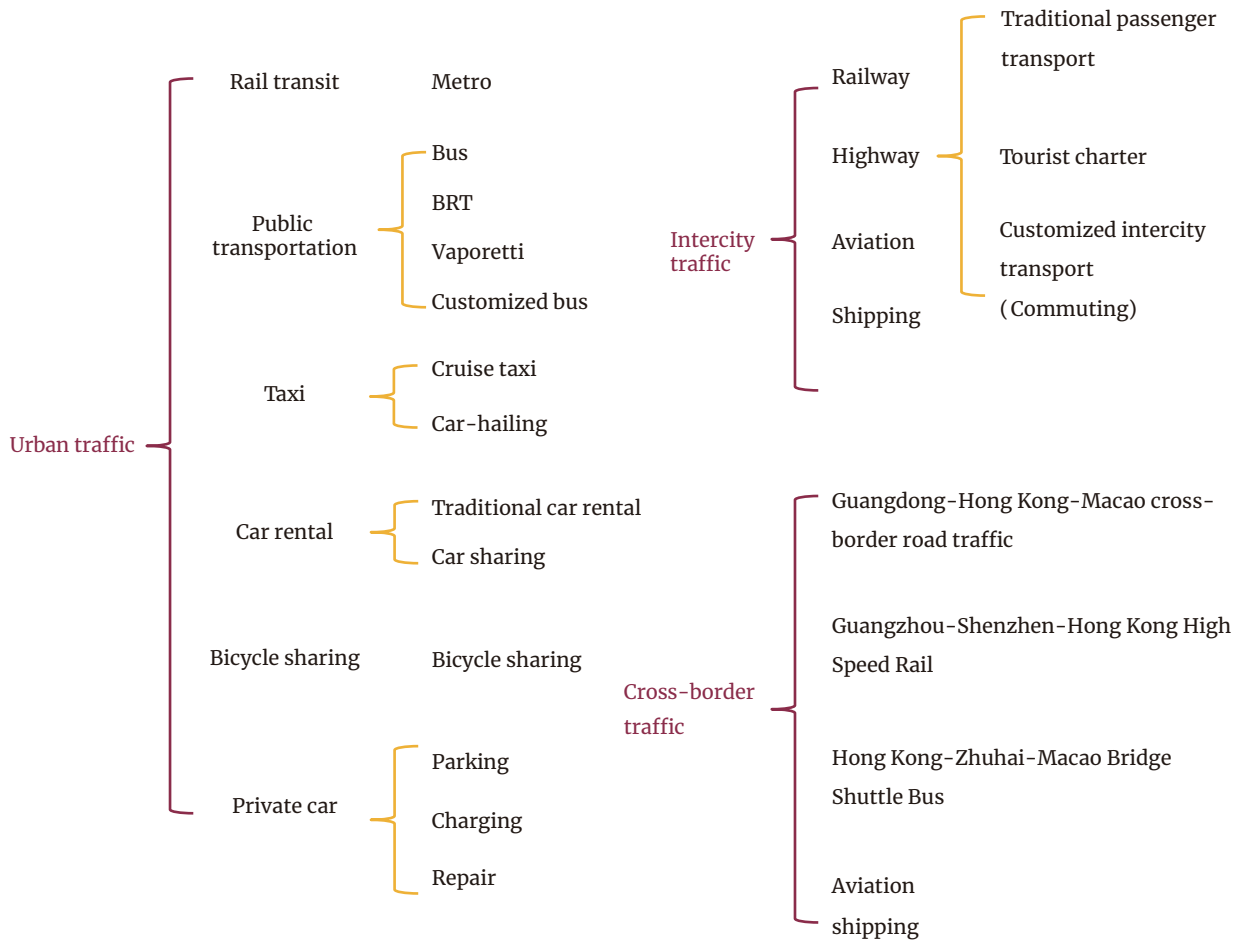 Urban traffic
Rail transit
Metro
Public
transportation
Bus
BRT
Vaporetti
Customized bus
Taxi
Cruise taxi
Car-hailing
Car rental
Traditional car rental
Car sharing
Bicycle sharing
Bicycle sharing
Private car
Parking
Charging
Repair
Intercity
traffic
Railway
Highway
Traditional passenger
transport
Tourist charter
Customized intercity
transport
(Commuting)
Aviation
Shipping
Cross-border
traffic
Guangdong-Hong Kong-Macao cross-
border road traffic
Guangzhou-Shenzhen-Hong Kong High
Speed Rail
Hong Kong-Zhuhai-Macao Bridge
Shuttle Bus
Aviation
shipping